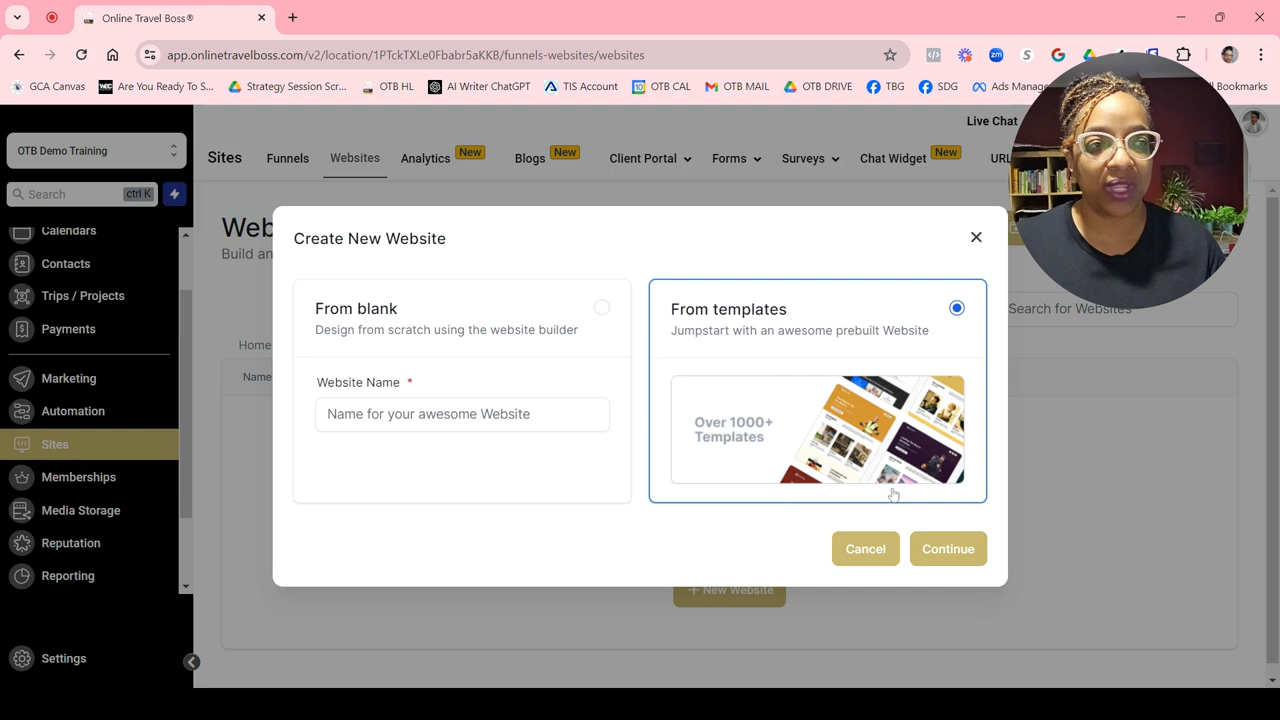 Online Travel Boss®
app.onlinetravelboss.com/v2/location/1PTckTXLe0Fbabr5aKKB/funnels-websites/websites
GCA Canvas
Are You Ready To S...
Strategy Session Scr...
OTB HL
AI Writer ChatGPT
TIS Account
OTB CAL
OTB MAIL
OTB DRIVE
TBG
SDG
Ads Manage
Bookmarks
Live Chat
OTB Demo Training
Search
ctrl K
Calendars
Contacts
Trips / Projects
Payments
Marketing
Automation
Sites
Memberships
Media Storage
Reputation
Reporting
Settings
Sites
Funnels
Websites
Analytics New
Blogs New
Client Portal
Forms
Surveys
Chat Widget New
URL
Web
Build an
Search for Websites
Home
Name
Create New Website
From blank
Design from scratch using the website builder
Website Name *
Name for your awesome Website
From templates
Jumpstart with an awesome prebuilt Website
Over 1000+
Templates
Cancel
Continue
+ New Website